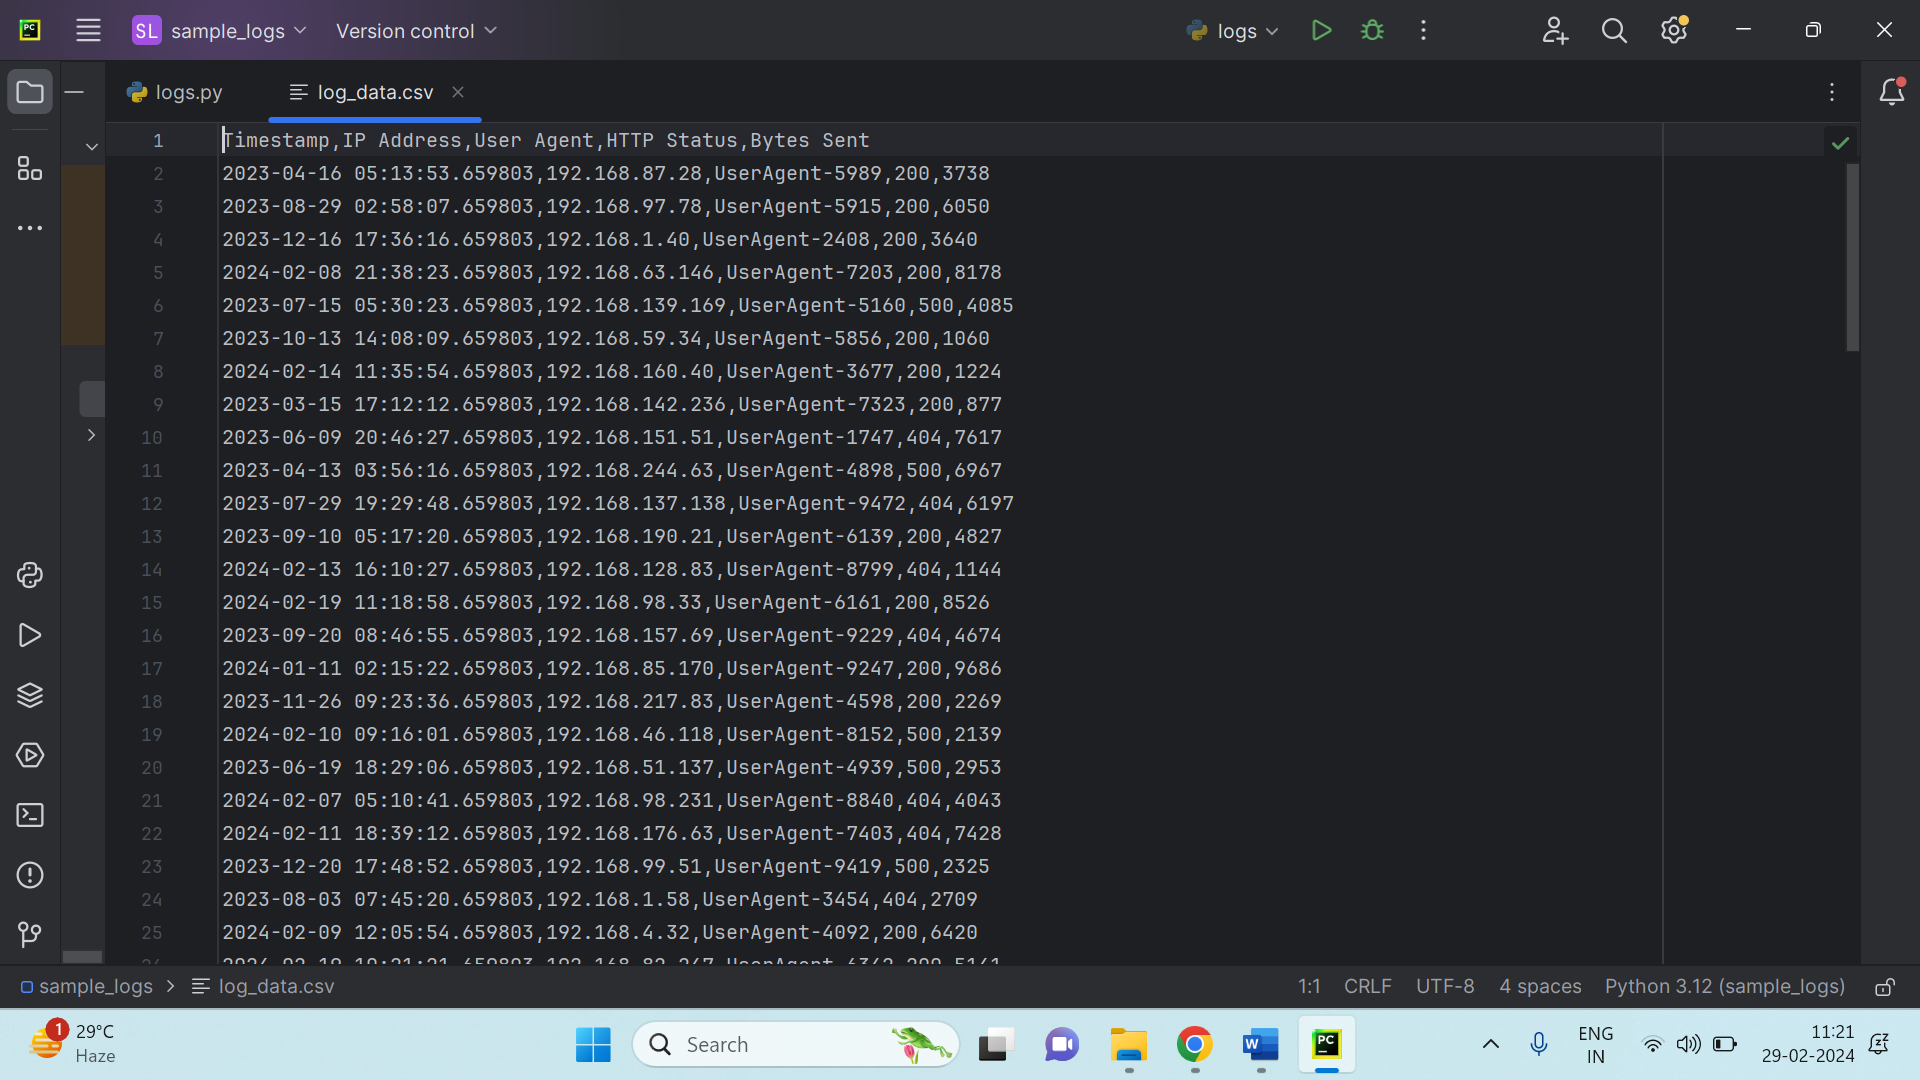 PC SL sample_logs Version control logs
logs.py log_data.csv
1 Timestamp,IP Address,User Agent,HTTP Status,Bytes Sent
2 2023-04-16 05:13:53.659803,192.168.87.28,UserAgent-5989,200,3738
3 2023-08-29 02:58:07.659803,192.168.97.78,UserAgent-5915,200,6050
4 2023-12-16 17:36:16.659803,192.168.1.40,UserAgent-2408,200,3640
5 2024-02-08 21:38:23.659803,192.168.63.146,UserAgent-7203,200,8178
6 2023-07-15 05:30:23.659803,192.168.139.169,UserAgent-5160,500,4085
7 2023-10-13 14:08:09.659803,192.168.59.34,UserAgent-5856,200,1060
8 2024-02-14 11:35:54.659803,192.168.160.40,UserAgent-3677,200,1224
9 2023-03-15 17:12:12.659803,192.168.142.236,UserAgent-7323,200,877
10 2023-06-09 20:46:27.659803,192.168.151.51,UserAgent-1747,404,7617
11 2023-04-13 03:56:16.659803,192.168.244.63,UserAgent-4898,500,6967
12 2023-07-29 19:29:48.659803,192.168.137.138,UserAgent-9472,404,6197
13 2023-09-10 05:17:20.659803,192.168.190.21,UserAgent-6139,200,4827
14 2024-02-13 16:10:27.659803,192.168.128.83,UserAgent-8799,404,1144
15 2024-02-19 11:18:58.659803,192.168.98.33,UserAgent-6161,200,8526
16 2023-09-20 08:46:55.659803,192.168.157.69,UserAgent-9229,404,4674
17 2024-01-11 02:15:22.659803,192.168.85.170,UserAgent-9247,200,9686
18 2023-11-26 09:23:36.659803,192.168.217.83,UserAgent-4598,200,2269
19 2024-02-10 09:16:01.659803,192.168.46.118,UserAgent-8152,500,2139
20 2023-06-19 18:29:06.659803,192.168.51.137,UserAgent-4939,500,2953
21 2024-02-07 05:10:41.659803,192.168.98.231,UserAgent-8840,404,4043
22 2024-02-11 18:39:12.659803,192.168.176.63,UserAgent-7403,404,7428
23 2023-12-20 17:48:52.659803,192.168.99.51,UserAgent-9419,500,2325
24 2023-08-03 07:45:20.659803,192.168.1.58,UserAgent-3454,404,2709
25 2024-02-09 12:05:54.659803,192.168.4.32,UserAgent-4092,200,6420
sample_logs > log_data.csv 1:1 CRLF UTF-8 4 spaces Python 3.12 (sample_logs)
1 29°C
Haze
Search
W
PC
ENG
IN
11:21
29-02-2024